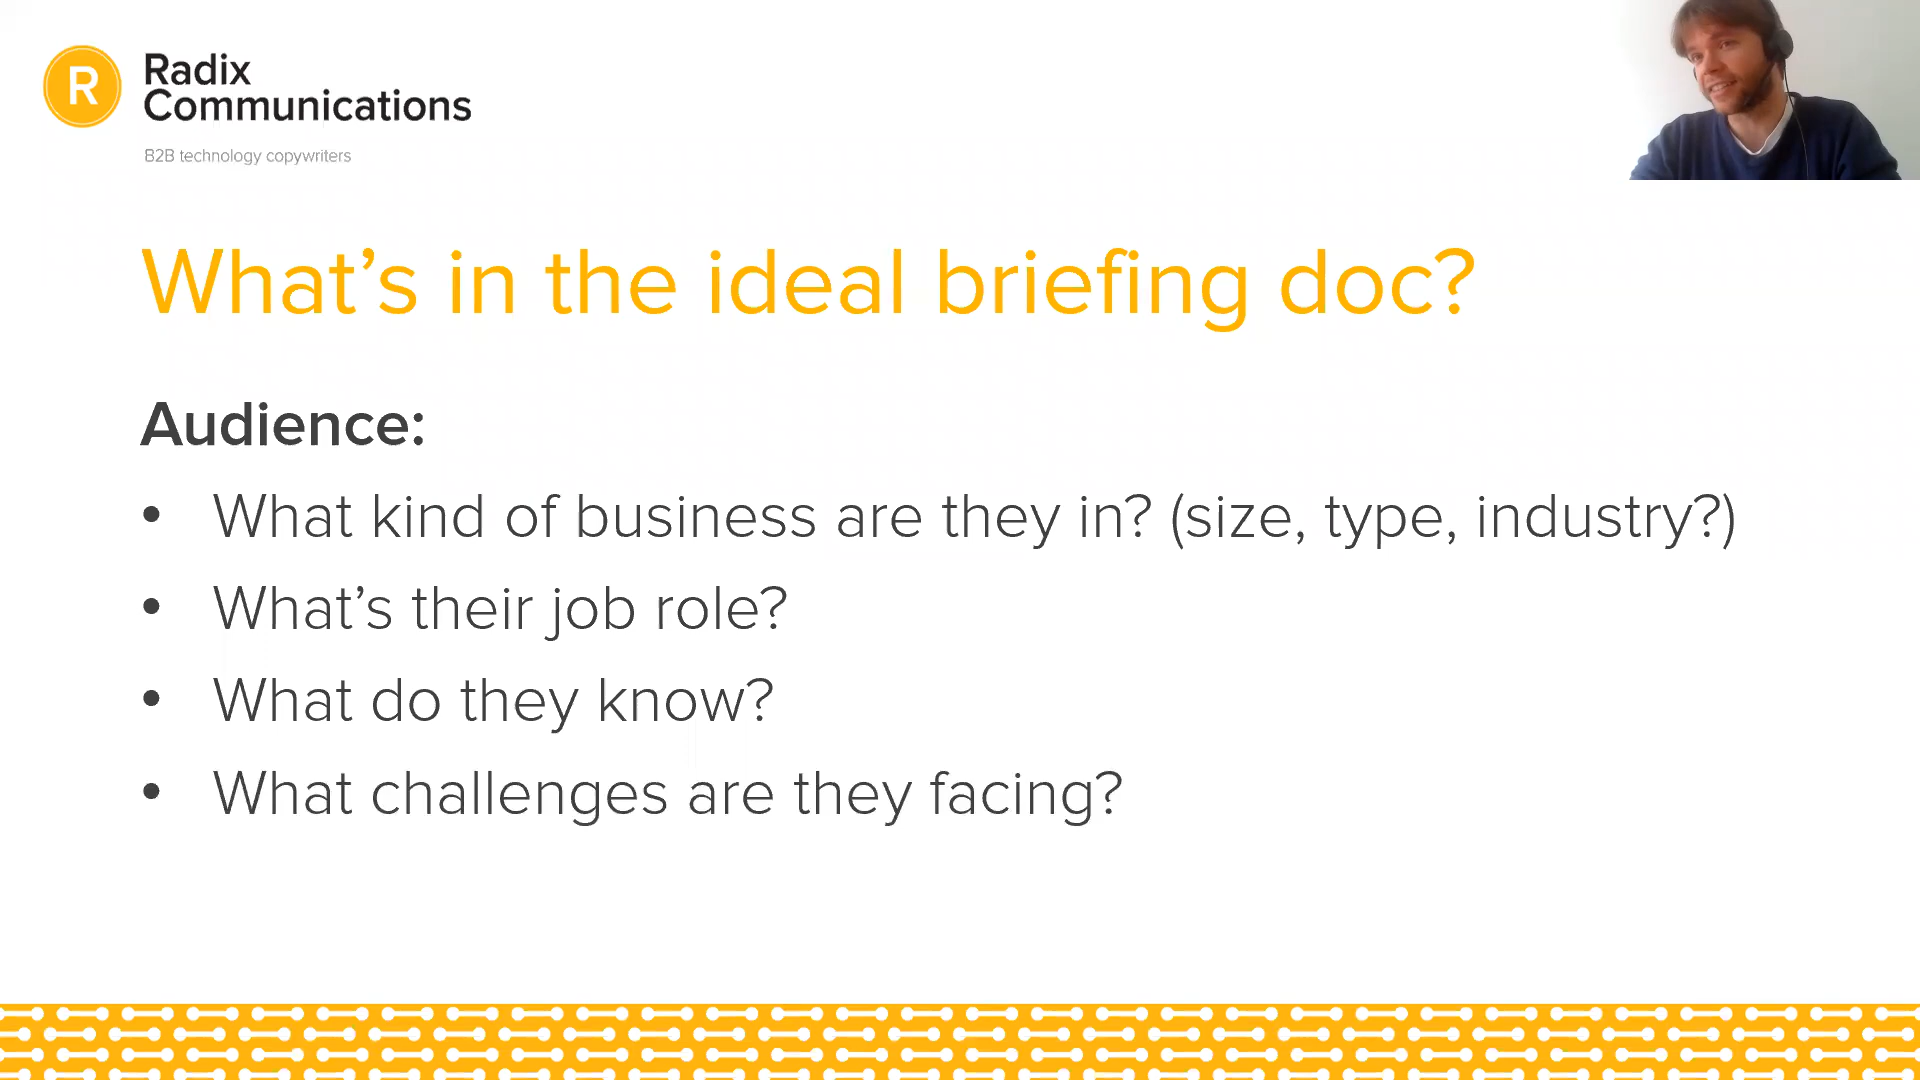 R
Radix
Communications
B2B technology copywriters
What’s in the ideal briefing doc?
Audience:
• What kind of business are they in? (size, type, industry?)
• What’s their job role?
• What do they know?
• What challenges are they facing?